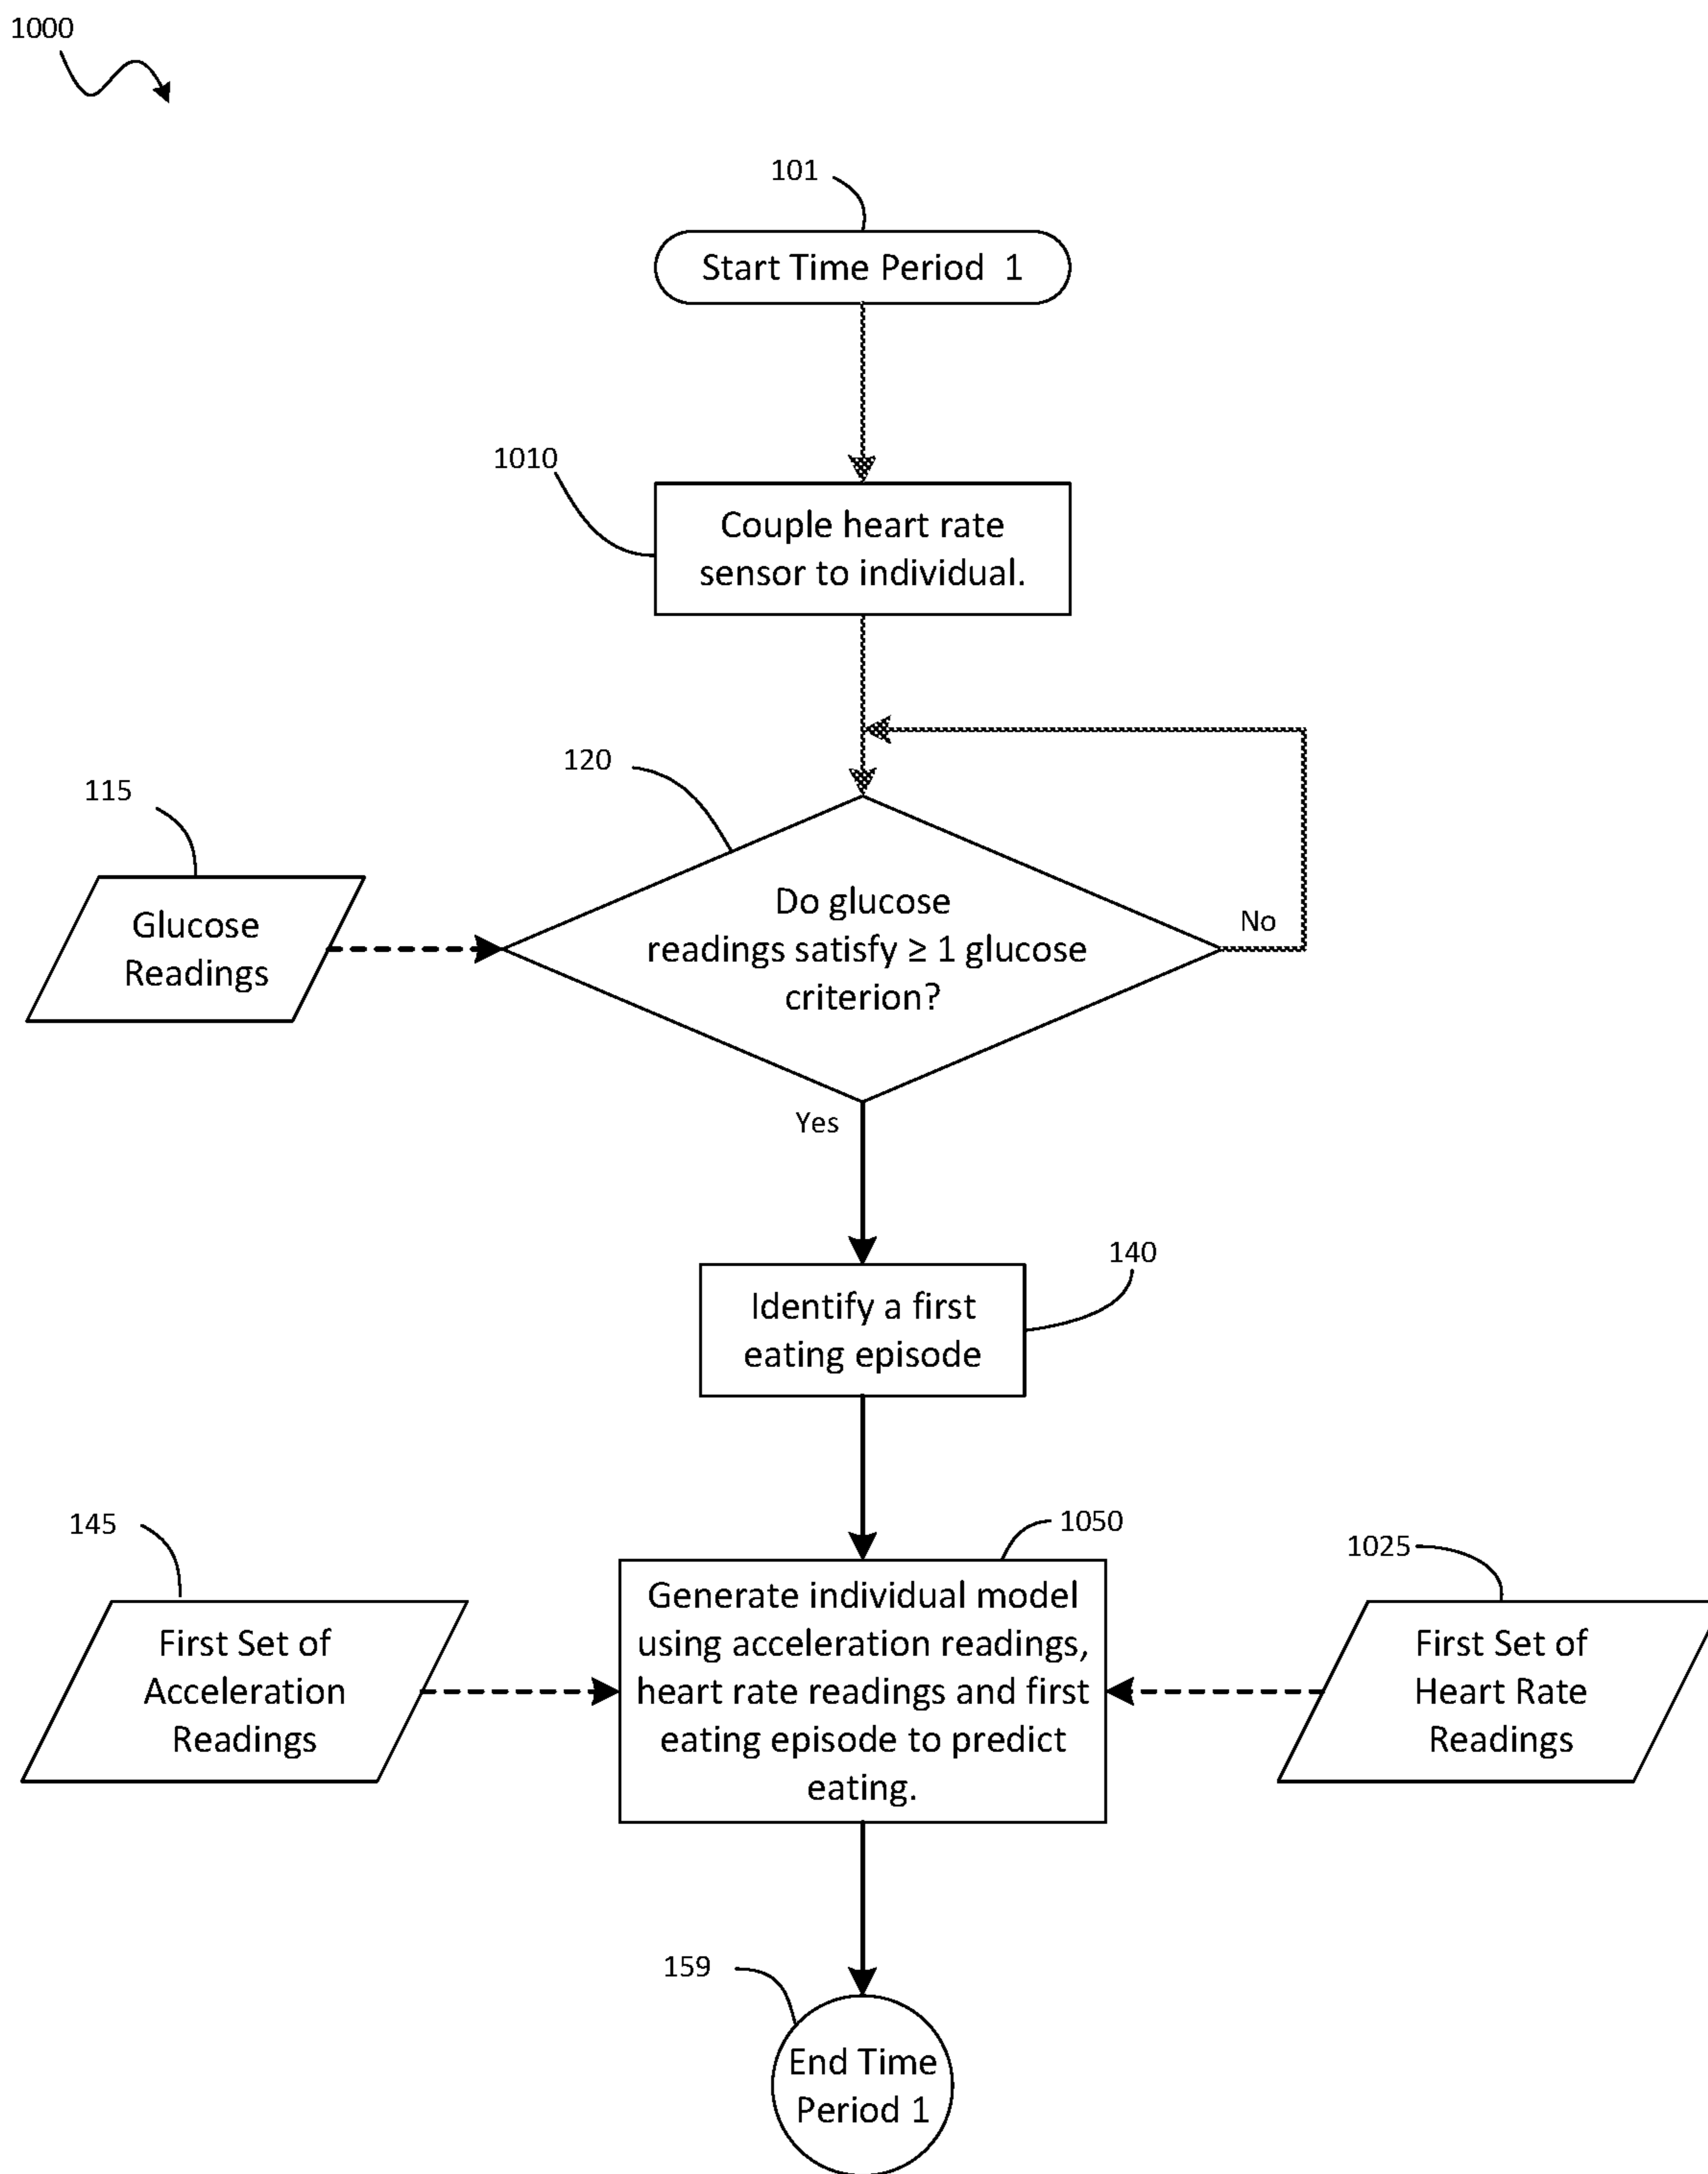 1000
101
Start Time Period 1
1010
Couple heart rate
sensor to individual.
120
115
Do glucose
readings satisfy ≥ 1 glucose
criterion?
Glucose
Readings
No
Yes
140
Identify a first
eating episode
145
1050
1025
First Set of
Acceleration
Readings
Generate individual model
using acceleration readings,
heart rate readings and first
eating episode to predict
eating.
First Set of
Heart Rate
Readings
159
End Time
Period 1